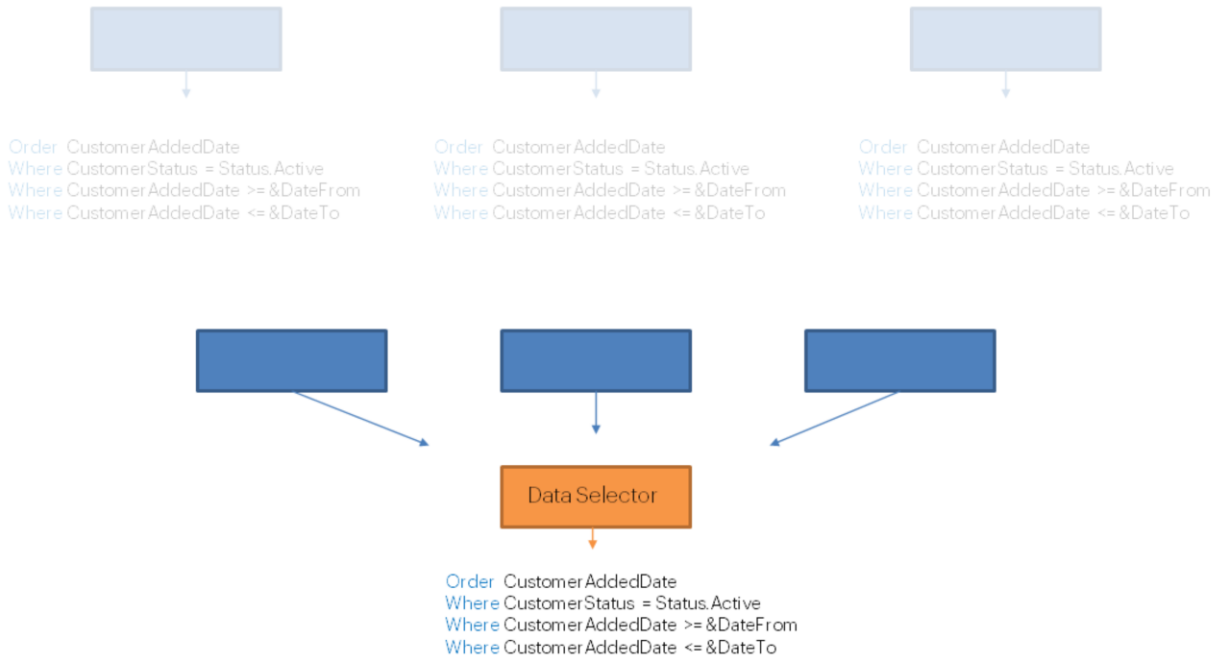 Order CustomerAddedDate
Where CustomerStatus = Status.Active
Where CustomerAddedDate >= &DateFrom
Where CustomerAddedDate <= &DateTo
Order CustomerAddedDate
Where CustomerStatus = Status.Active
Where CustomerAddedDate >= &DateFrom
Where CustomerAddedDate <= &DateTo
Order CustomerAddedDate
Where CustomerStatus = Status.Active
Where CustomerAddedDate >= &DateFrom
Where CustomerAddedDate <= &DateTo
Data Selector
Order CustomerAddedDate
Where CustomerStatus = Status.Active
Where CustomerAddedDate >= &DateFrom
Where CustomerAddedDate <= &DateTo